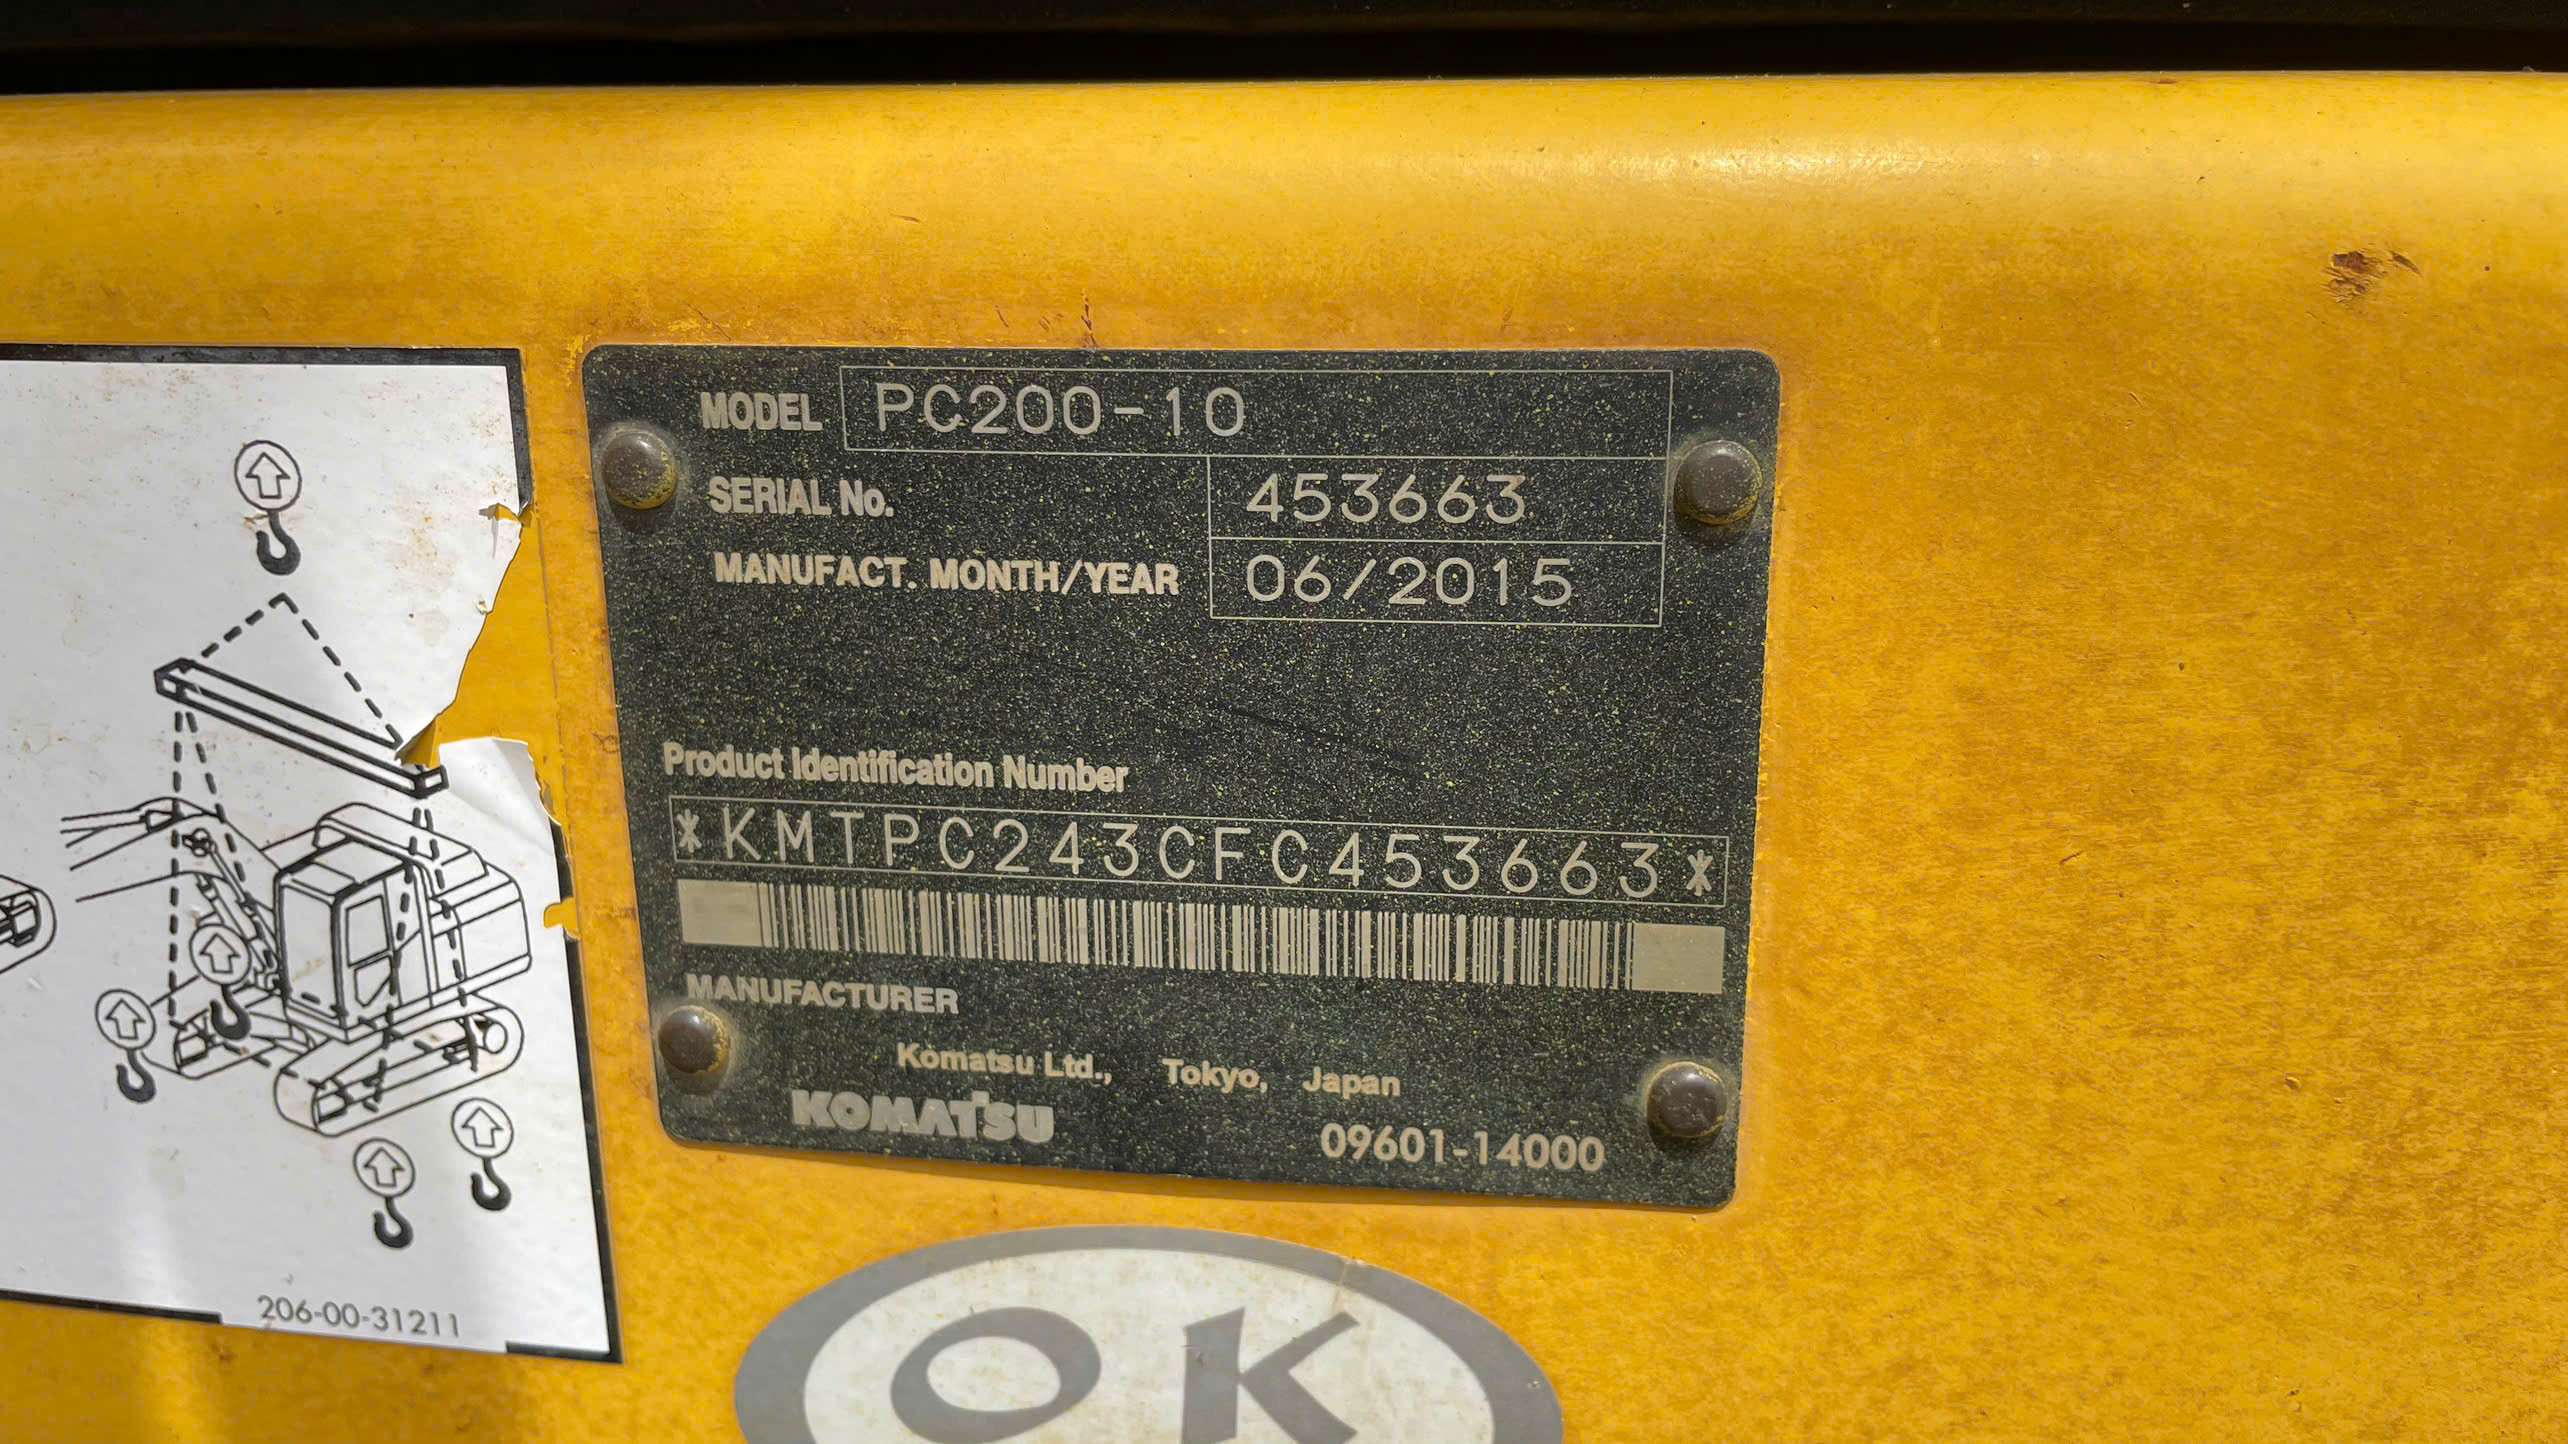 MODEL PC200-10
SERIAL No. 453663
MANUFACT. MONTH/YEAR 06/2015
Product Identification Number
*KMTPC243CFC453663*
MANUFACTURER
Komatsu Ltd., Tokyo, Japan
KOMATSU
09601-14000
206-00-31211
OK